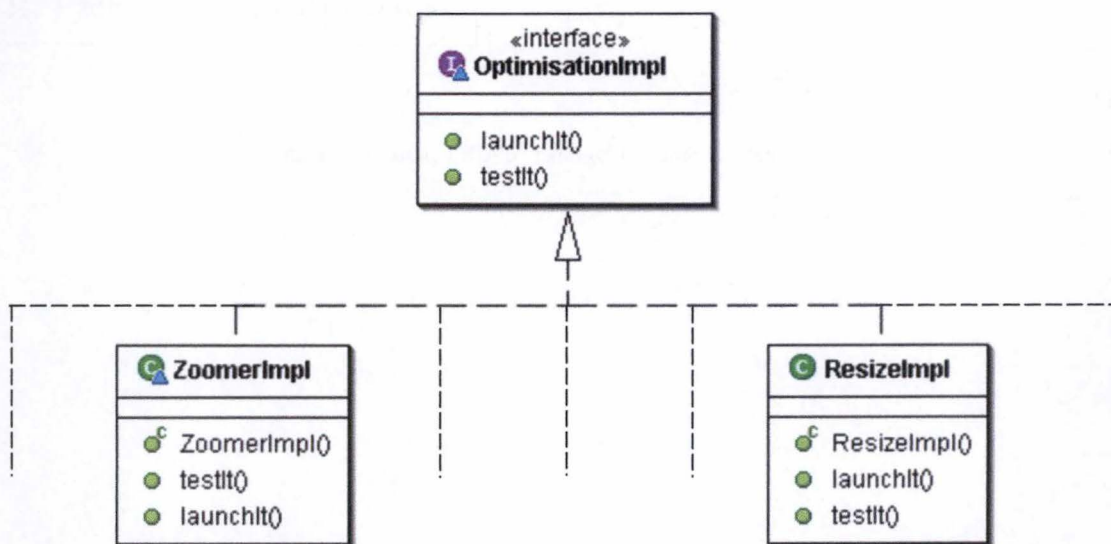 «interface»
I OptimisationImpl
launchIt()
testIt()
C ZoomerImpl
C ZoomerImpl()
testIt()
launchIt()
C ResizeImpl
C ResizeImpl()
launchIt()
testIt()